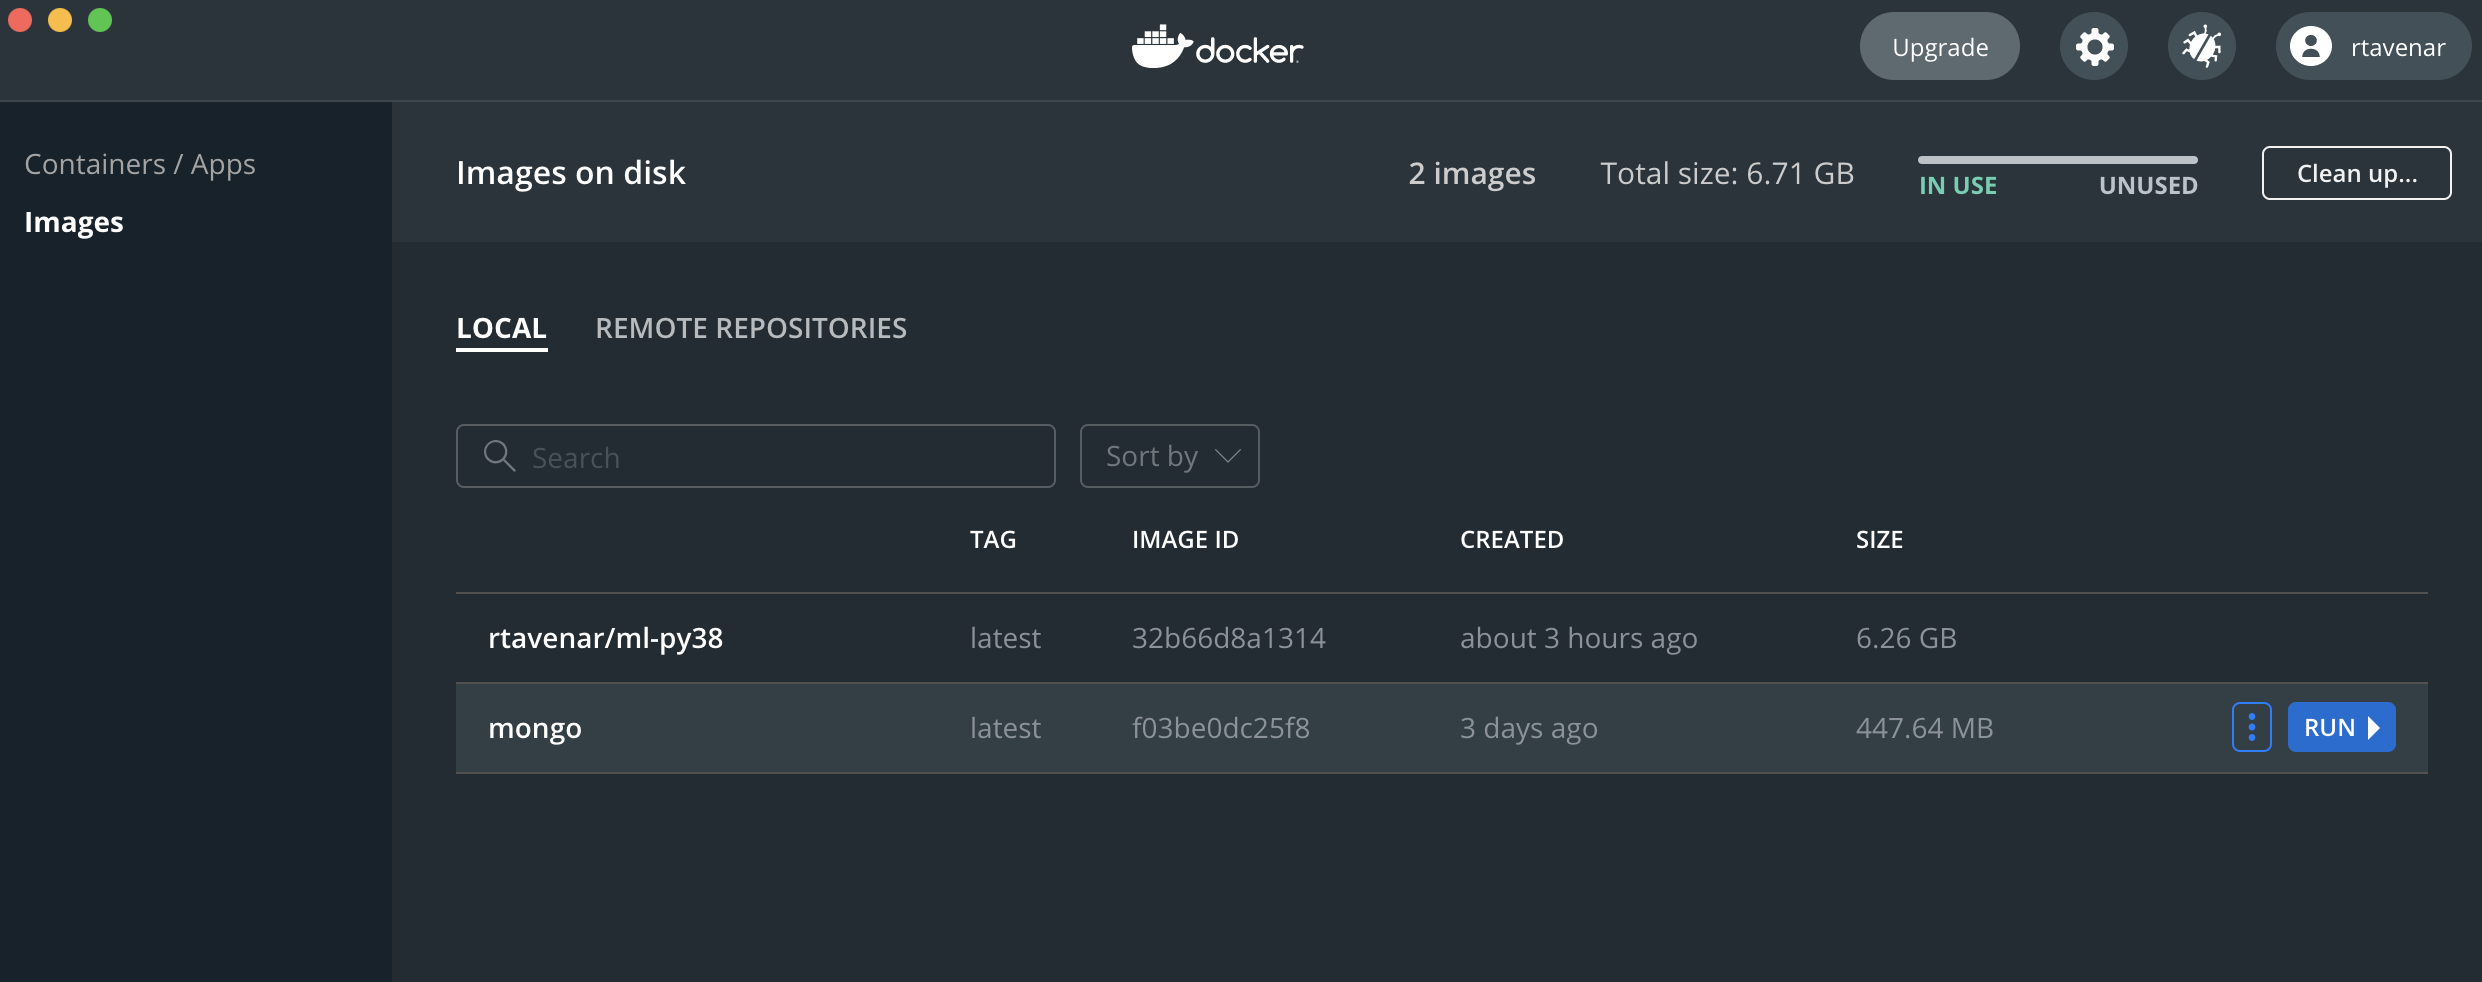 docker
Upgrade
rtavenar
Containers / Apps
Images
Images on disk
2 images
Total size: 6.71 GB
IN USE
UNUSED
Clean up...
LOCAL
REMOTE REPOSITORIES
Search
Sort by
TAG IMAGE ID CREATED SIZE
rtavenar/ml-py38 latest 32b66d8a1314 about 3 hours ago 6.26 GB
mongo latest f03be0dc25f8 3 days ago 447.64 MB RUN